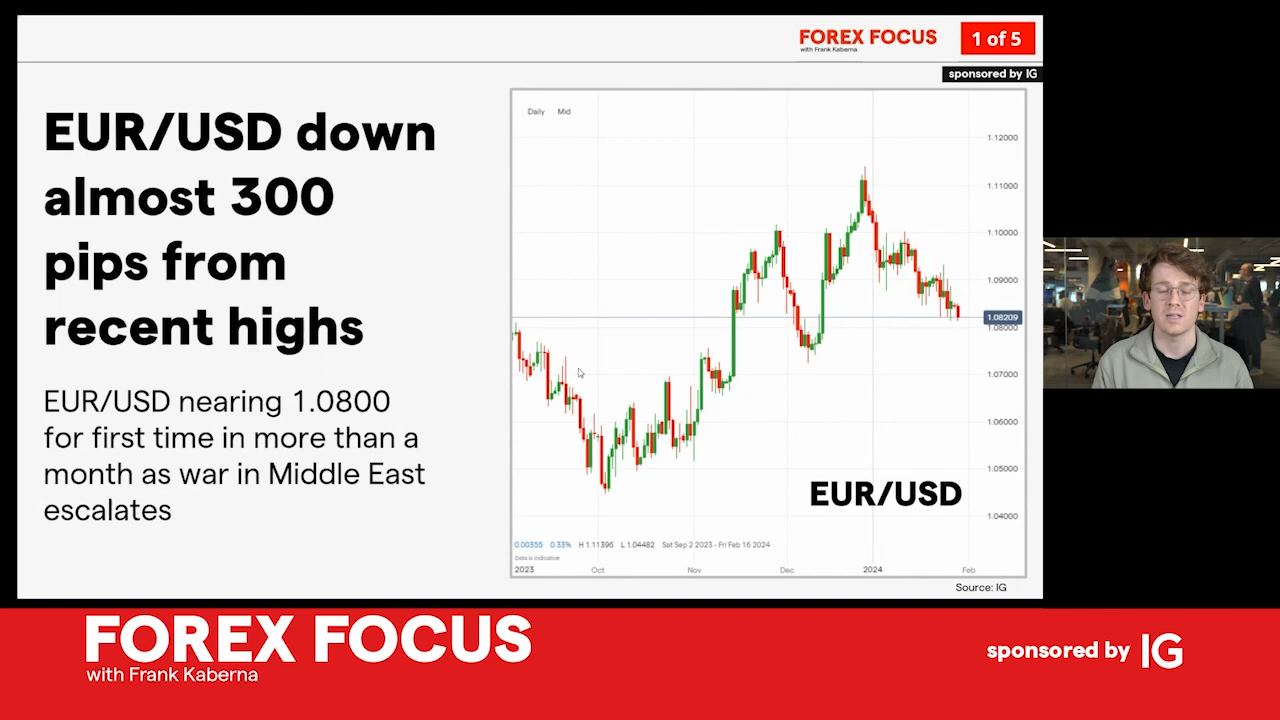 FOREX FOCUS
with Frank Kaberna
1 of 5
sponsored by IG
EUR/USD down
almost 300
pips from
recent highs
EUR/USD nearing 1.0800
for first time in more than a
month as war in Middle East
escalates
Daily Mid
1.12000
1.11000
1.10000
1.09000
1.08209
1.08000
1.07000
1.06000
1.05000
1.04000
EUR/USD
0.00355 0.33% H 1.11396 L 1.04482 Sat Sep 2 2023 - Fri Feb 16 2024
Data is indicative
2023 Oct Nov Dec 2024 Feb
Source: IG
FOREX FOCUS
with Frank Kaberna
sponsored by IG